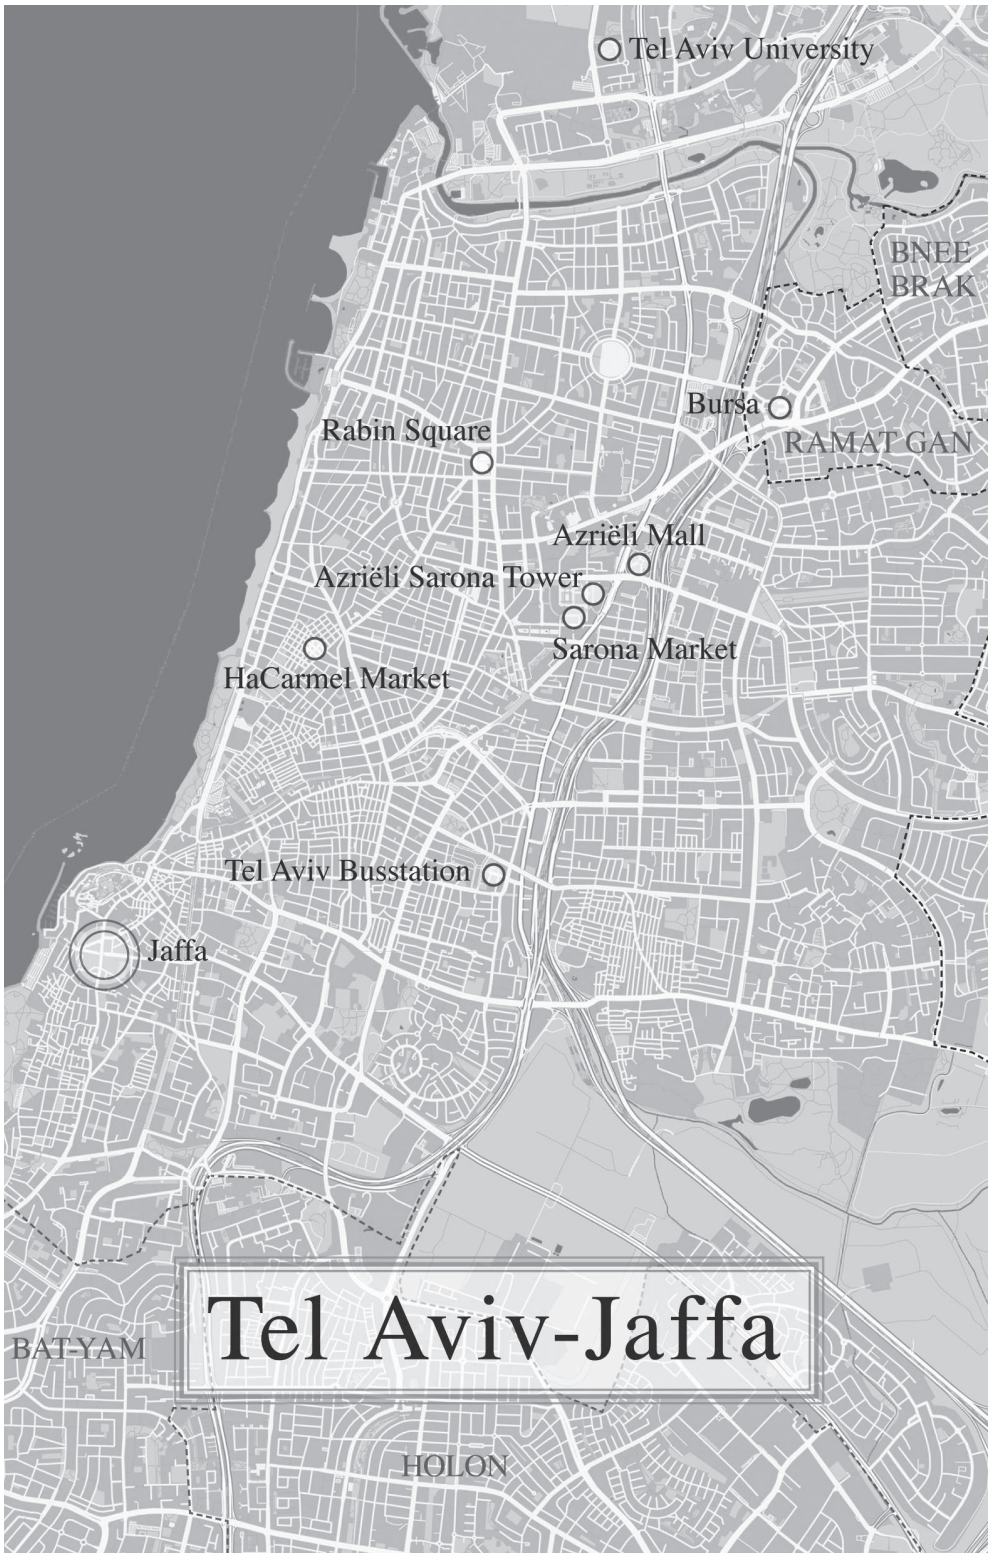 Tel Aviv University
BNEE
BRAK
Bursa
Rabin Square
RAMAT GAN
Azriëli Mall
Azriëli Sarona Tower
Sarona Market
HaCarmel Market
Tel Aviv Busstation
Jaffa
Tel Aviv-Jaffa
BAT-YAM
HOLON